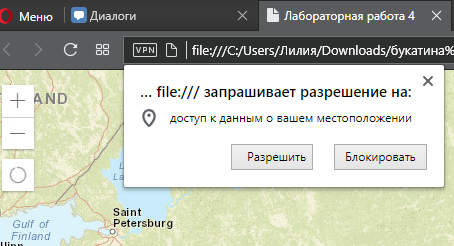 Меню
Диалоги
Лабораторная работа 4
VPN
file:///C:/Users/Лилия/Downloads/букатина%
... file:/// запрашивает разрешение на:
доступ к данным о вашем местоположении
Разрешить
Блокировать
Gulf of
Finland
Saint
Petersburg